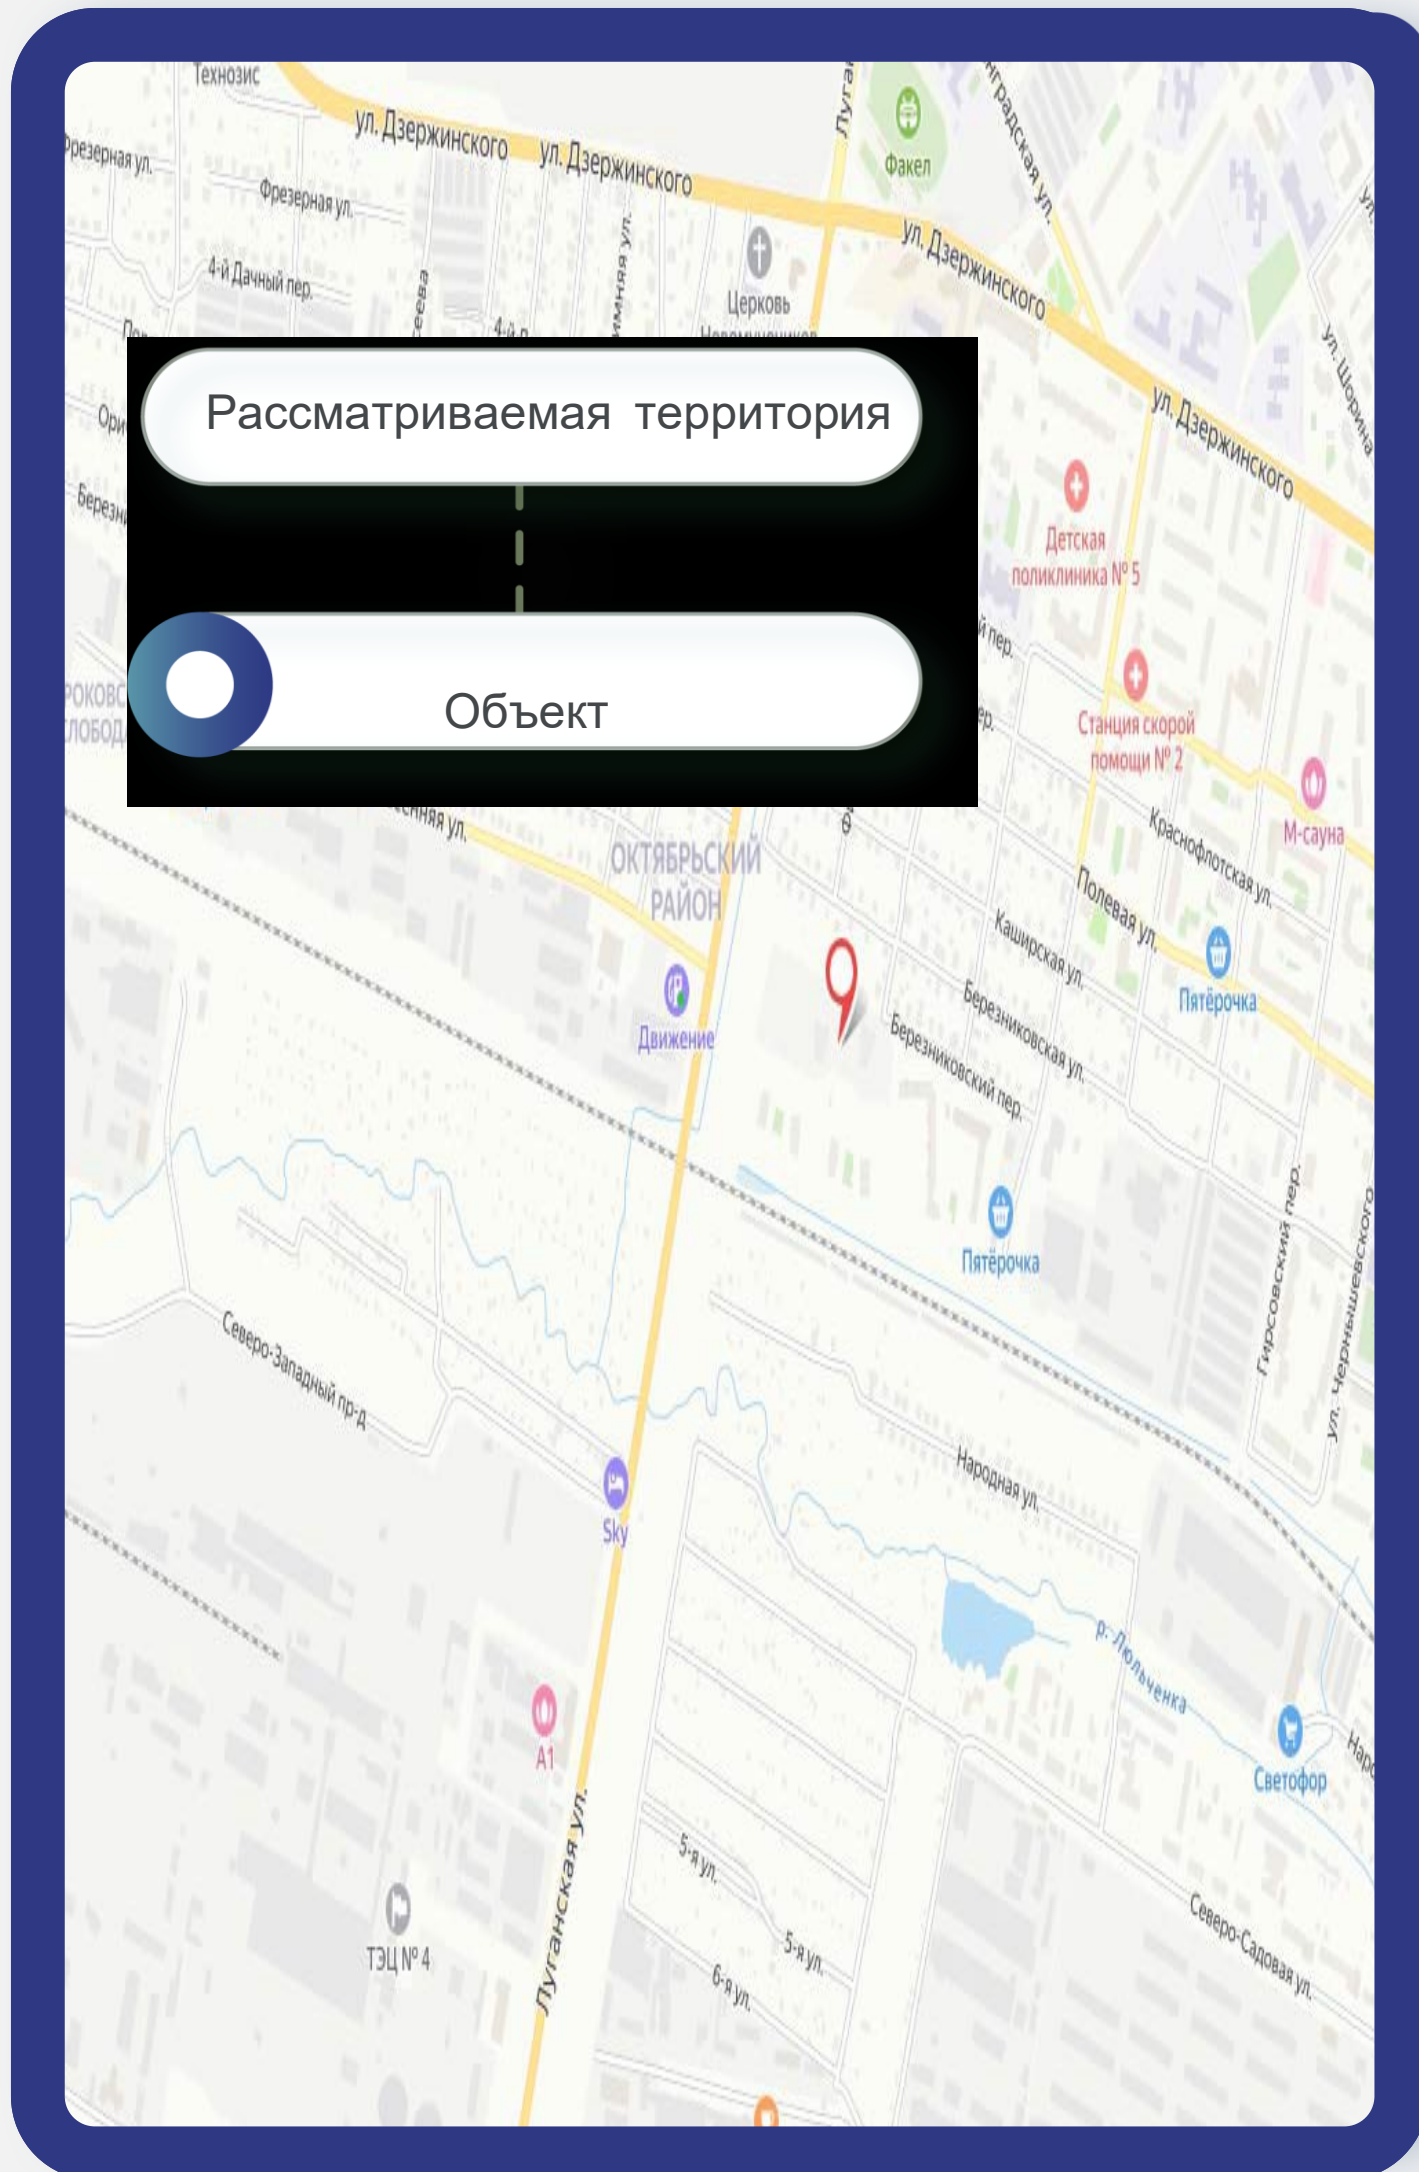 Технозис
ул. Дзержинского
ул. Дзержинского
Фрезерная ул.
Фрезерная ул.
4-й Дачный пер.
Факел
ул. Дзержинского
Церковь
ул. Шорина
ул. Дзержинского
Рассматриваемая территория
Детская
поликлиника № 5
Объект
Станция скорой
помощи № 2
М-сауна
Краснофлотская ул.
ОКТЯБРЬСКИЙ
РАЙОН
Полевая ул.
Каширская ул.
Пятёрочка
Движение
Березниковская ул.
Березниковский пер.
Пятёрочка
Гирсовский пер.
ул. Чернышевского
Северо-Западный пр-д
Народная ул.
Sky
р. Люльченка
А1
Светофор
Луганская ул.
5-я ул.
5-я ул.
6-я ул.
Северо-Садовая ул.
ТЭЦ № 4